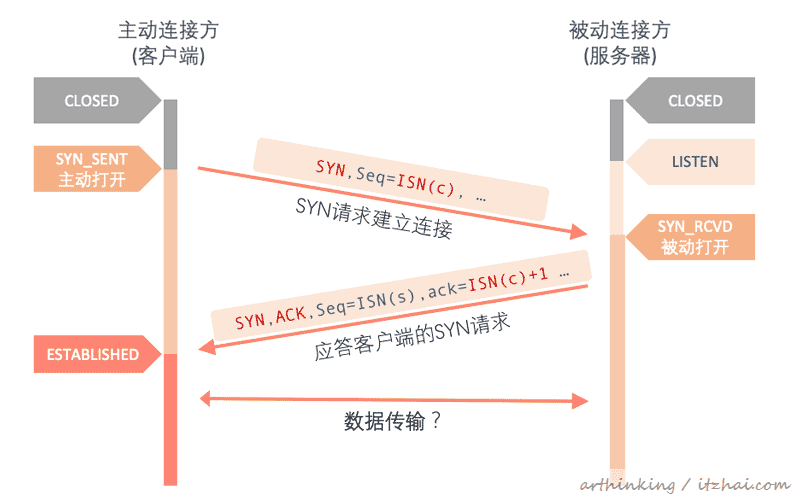 主动连接方
(客户端)
被动连接方
(服务器)
CLOSED
CLOSED
SYN_SENT
主动打开
LISTEN
SYN,Seq=ISN(c), …
SYN请求建立连接
SYN_RCVD
被动打开
SYN,ACK,Seq=ISN(s),ack=ISN(c)+1 …
应答客户端的SYN请求
ESTABLISHED
数据传输？
arthinking / itzhai.com